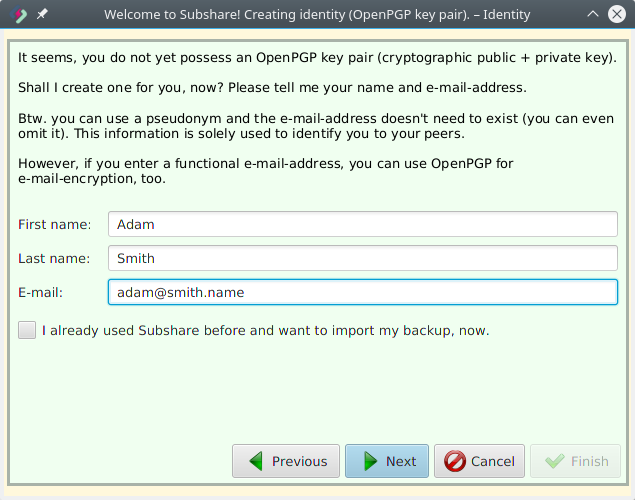 Welcome to Subshare! Creating identity (OpenPGP key pair). – Identity
It seems, you do not yet possess an OpenPGP key pair (cryptographic public + private key).
Shall I create one for you, now? Please tell me your name and e-mail-address.
Btw. you can use a pseudonym and the e-mail-address doesn't need to exist (you can even
omit it). This information is solely used to identify you to your peers.
However, if you enter a functional e-mail-address, you can use OpenPGP for
e-mail-encryption, too.
First name: Adam
Last name: Smith
E-mail: adam@smith.name
I already used Subshare before and want to import my backup, now.
Previous Next Cancel Finish